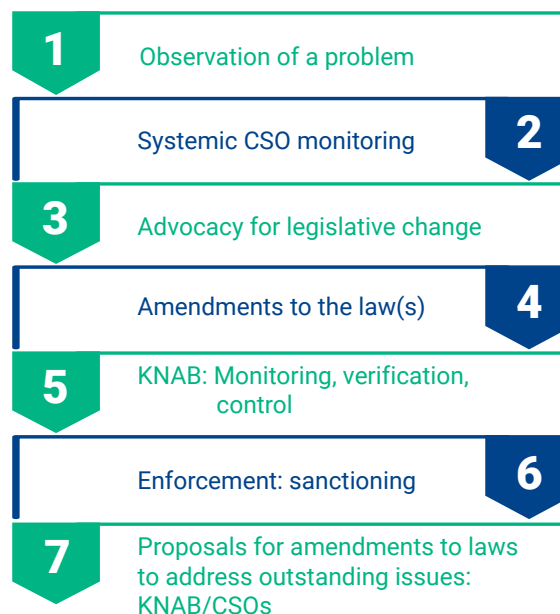 1
Observation of a problem
Systemic CSO monitoring
2
3
Advocacy for legislative change
Amendments to the law(s)
4
5
KNAB: Monitoring, verification,
control
Enforcement: sanctioning
6
7
Proposals for amendments to laws
to address outstanding issues:
KNAB/CSOs